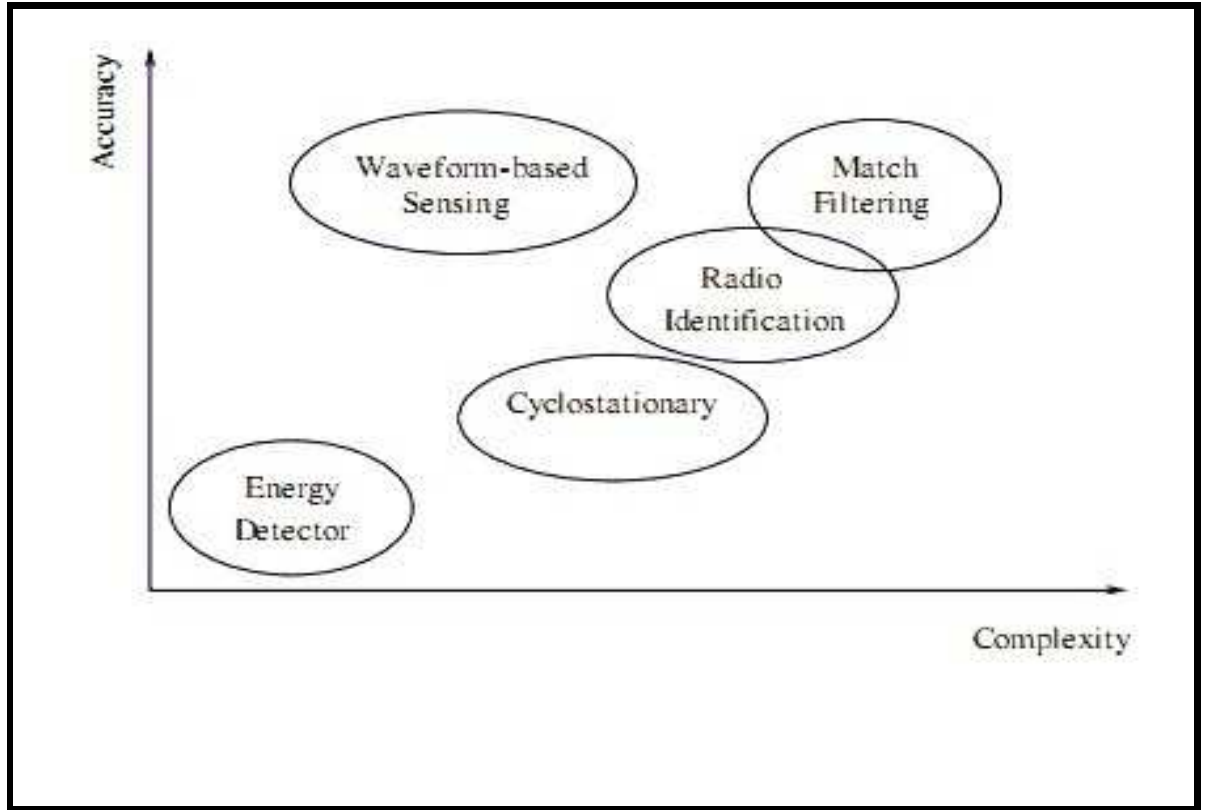 Accuracy
Waveform-based
Sensing
Match
Filtering
Radio
Identification
Cyclostationary
Energy
Detector
Complexity